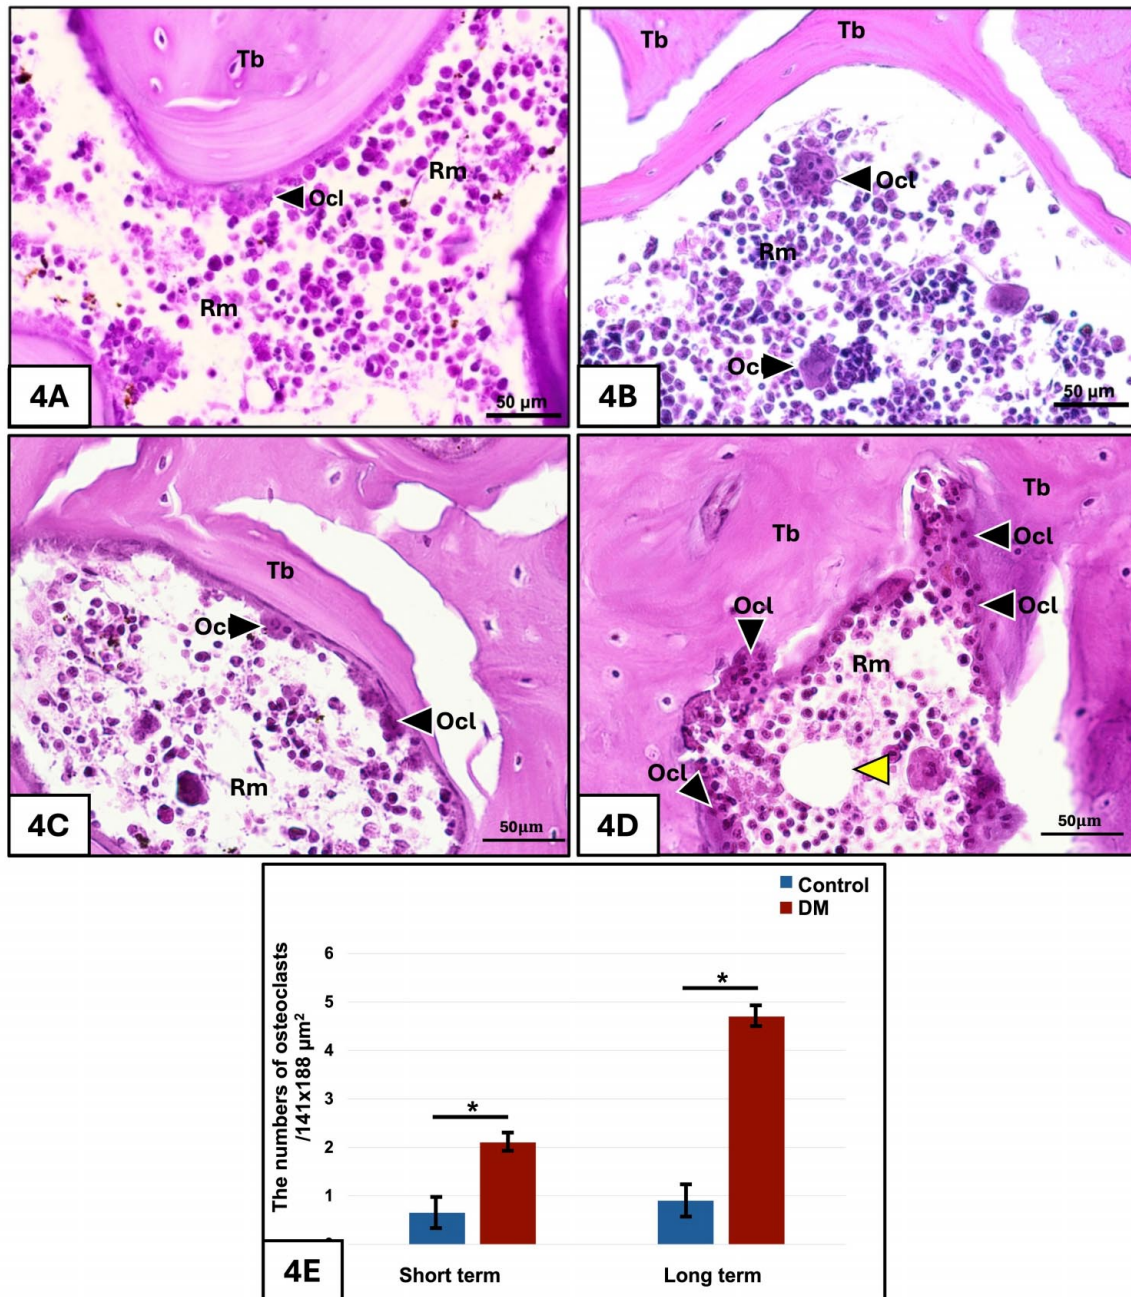 Tb
Rm
Ocl
Rm
4A
50 µm
Tb
Tb
Ocl
Rm
Oc
4B
50 µm
Tb
Oc
Ocl
Rm
4C
50µm
Tb
Tb
Ocl
Ocl
Ocl
Rm
Ocl
4D
50µm
Control
DM
The numbers of osteoclasts
/141x188 µm²
6
5
4
3
2
1
*
*
Short term
Long term
4E